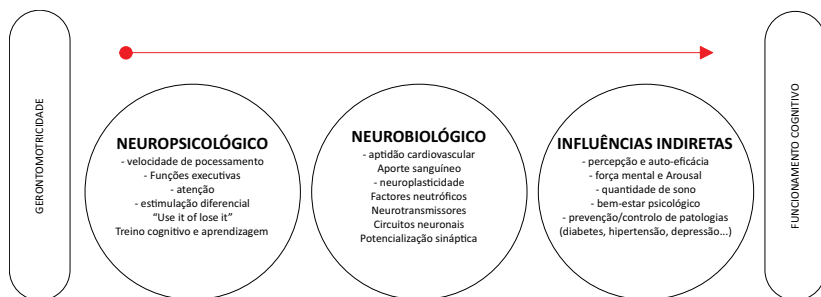 GERONTOMOTRICIDADE
NEUROPSICOLÓGICO
- velocidade de pocessamento
- Funções executivas
- atenção
- estimulação diferencial
“Use it of lose it”
Treino cognitivo e aprendizagem
NEUROBIOLÓGICO
- aptidão cardiovascular
Aporte sanguíneo
- neuroplasticidade
Factores neutróficos
Neurotransmissores
Circuitos neuronais
Potencialização sináptica
INFLUÊNCIAS INDIRETAS
- percepção e auto-eficácia
- força mental e Arousal
- quantidade de sono
- bem-estar psicológico
- prevenção/controlo de patologias
(diabetes, hipertensão, depressão...)
FUNCIONAMENTO COGNITIVO